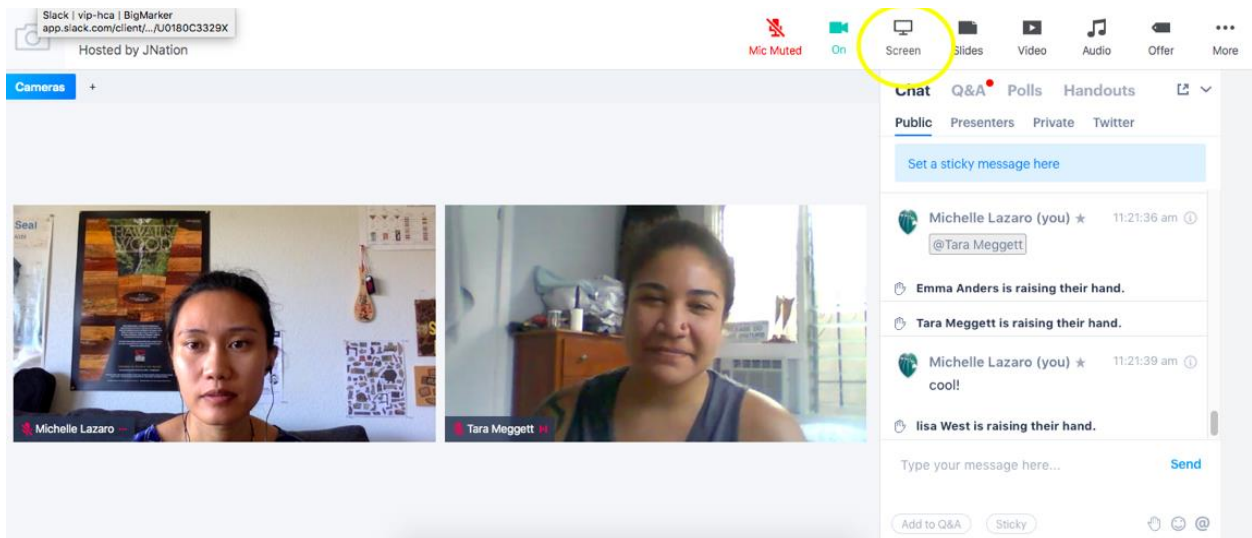 Slack | vip-hca | BigMarker
app.slack.com/client/.../U0180C3329X
Hosted by JNation
Mic Muted
On
Screen
Slides
Video
Audio
Offer
More
Cameras +
Chat Q&A Polls Handouts
Public Presenters Private Twitter
Set a sticky message here
Michelle Lazaro (you) ★ 11:21:36 am
@Tara Meggett
Emma Anders is raising their hand.
Tara Meggett is raising their hand.
Michelle Lazaro (you) ★ 11:21:39 am
cool!
lisa West is raising their hand.
Type your message here... Send
Add to Q&A Sticky @
Seal
HAWAII'S
WOOD
Michelle Lazaro
Tara Meggett